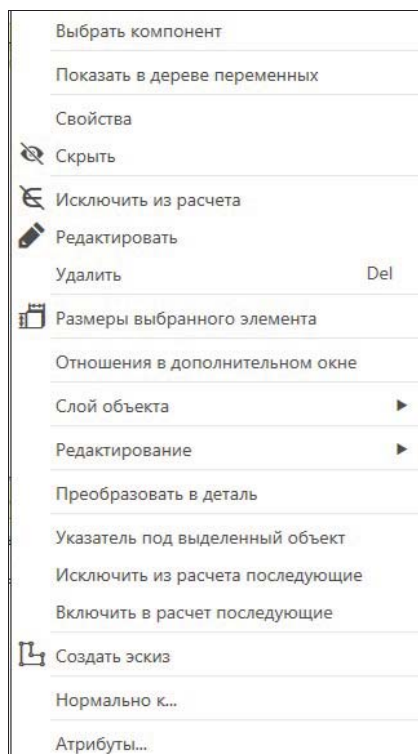 Выбрать компонент
Показать в дереве переменных
Свойства
Скрыть
Исключить из расчета
Редактировать
Удалить Del
Размеры выбранного элемента
Отношения в дополнительном окне
Слой объекта
Редактирование
Преобразовать в деталь
Указатель под выделенный объект
Исключить из расчета последующие
Включить в расчет последующие
Создать эскиз
Нормально к...
Атрибуты...